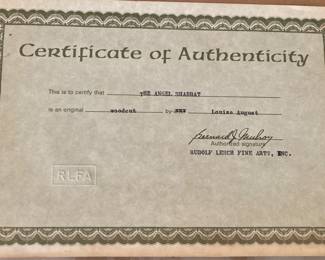 Certificate of Authenticity
This is to certify that THE ANGEL SHABBAT
is an original woodcut by Louise August
Authorized signature
RUDOLF LESCH FINE ARTS, INC.
RLFA